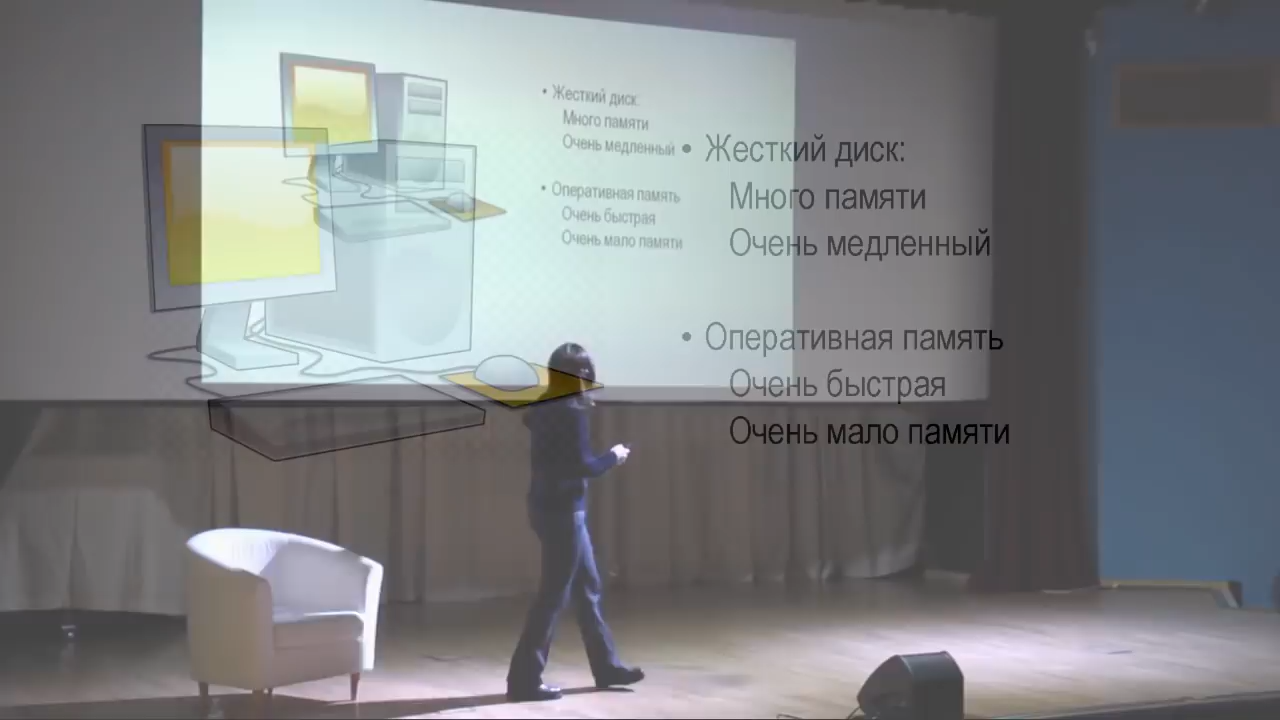 • Жесткий диск:
Много памяти
Очень медленный
• Оперативная память
Очень быстрая
Очень мало памяти
• Жесткий диск:
Много памяти
Очень медленный
• Оперативная память
Очень быстрая
Очень мало памяти